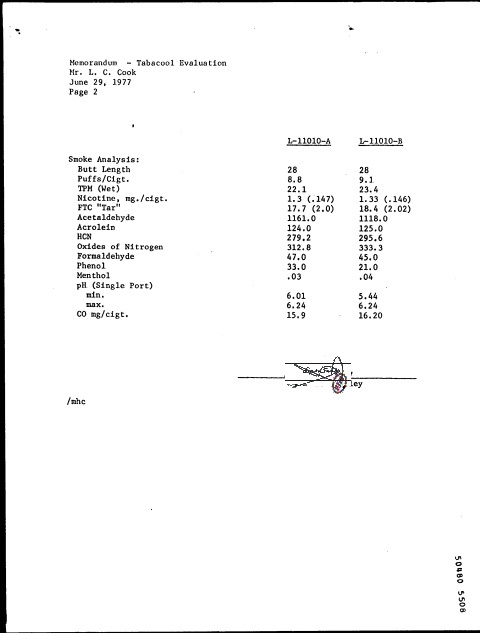 Memorandum - Tabacool Evaluation
Mr. L. C. Cook
June 29, 1977
Page 2
L-11010-A L-11010-B
Smoke Analysis:
Butt Length 28 28
Puffs/Cigt. 8.8 9.1
TPM (Wet) 22.1 23.4
Nicotine, mg./cigt. 1.3 (.147) 1.33 (.146)
FTC "Tar" 17.7 (2.0) 18.4 (2.02)
Acetaldehyde 1161.0 1118.0
Acrolein 124.0 125.0
HCN 279.2 295.6
Oxides of Nitrogen 312.8 333.3
Formaldehyde 47.0 45.0
Phenol 33.0 21.0
Menthol .03 .04
pH (Single Port)
min. 6.01 5.44
max. 6.24 6.24
CO mg/cigt. 15.9 16.20
ley
/mhc
50480 5508